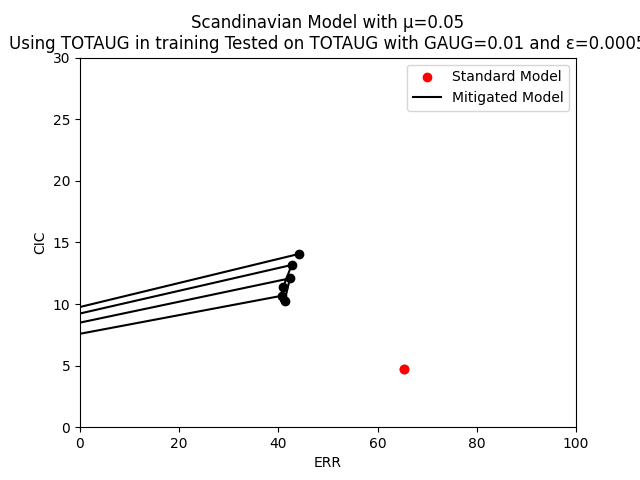 Scandinavian Model with μ=0.05
Using TOTAUG in training Tested on TOTAUG with GAUG=0.01 and ε=0.0005
30
25
20
15
10
5
0
CIC
0 20 40 60 80 100
ERR
Standard Model
Mitigated Model